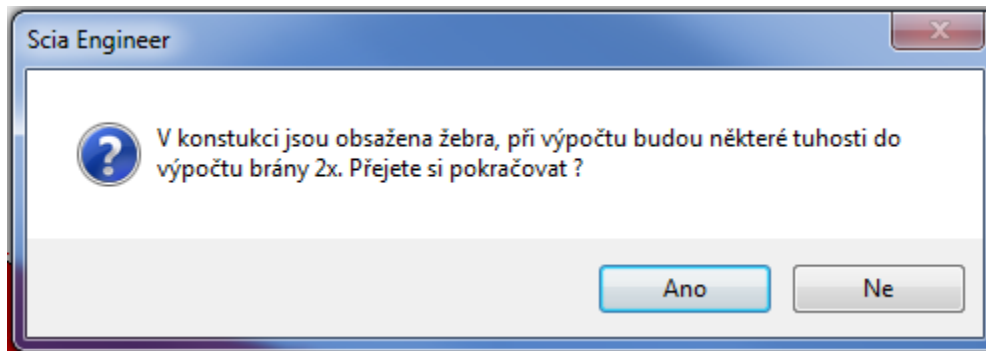 Scia Engineer
V konstukci jsou obsažena žebra, při výpočtu budou některé tuhosti do
výpočtu brány 2x. Přejete si pokračovat ?
Ano Ne